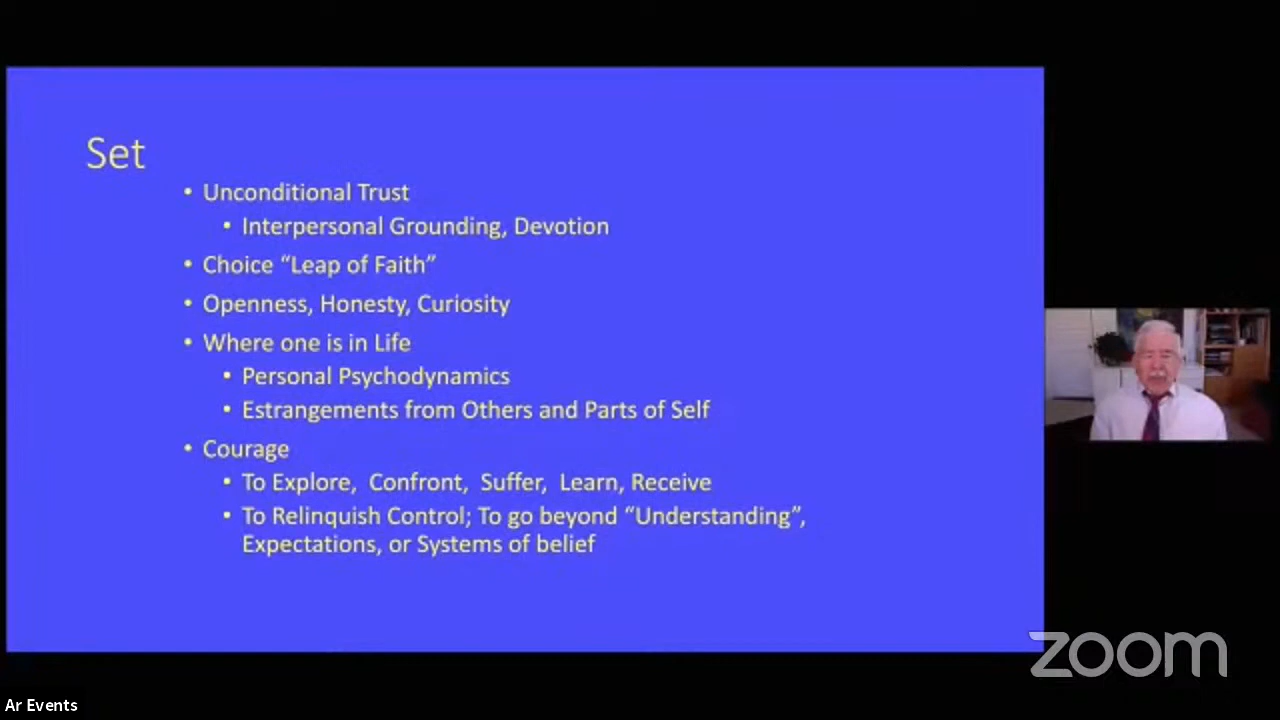 Set
• Unconditional Trust
• Interpersonal Grounding, Devotion
• Choice “Leap of Faith”
• Openness, Honesty, Curiosity
• Where one is in Life
• Personal Psychodynamics
• Estrangements from Others and Parts of Self
• Courage
• To Explore, Confront, Suffer, Learn, Receive
• To Relinquish Control; To go beyond “Understanding”,
Expectations, or Systems of belief
zoom
Ar Events